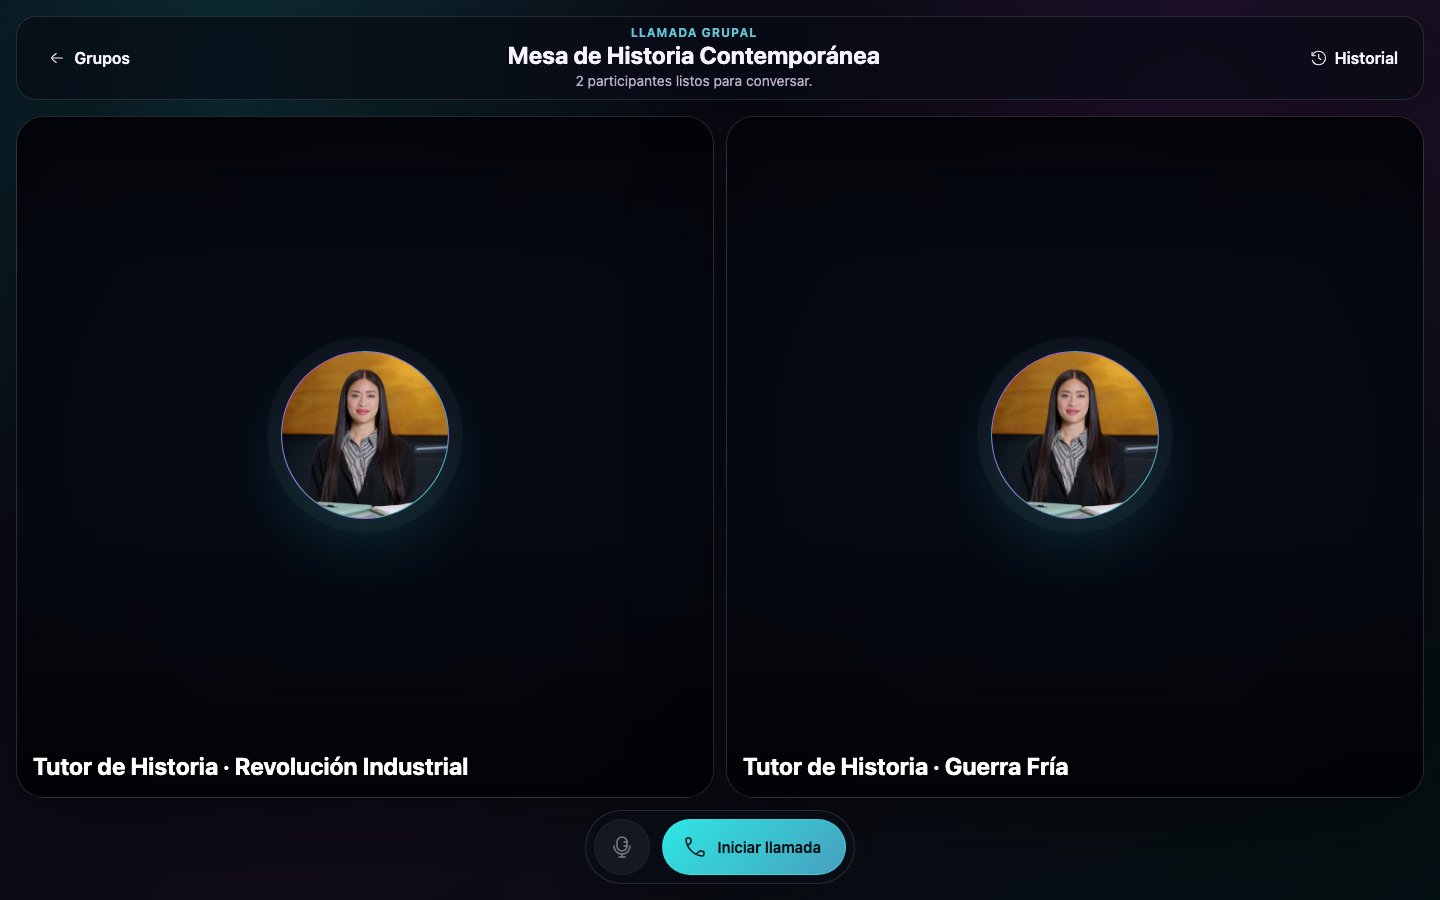 Grupos
LLAMADA GRUPAL
Mesa de Historia Contemporánea
2 participantes listos para conversar.
Historial
Tutor de Historia · Revolución Industrial
Tutor de Historia · Guerra Fría
Iniciar llamada